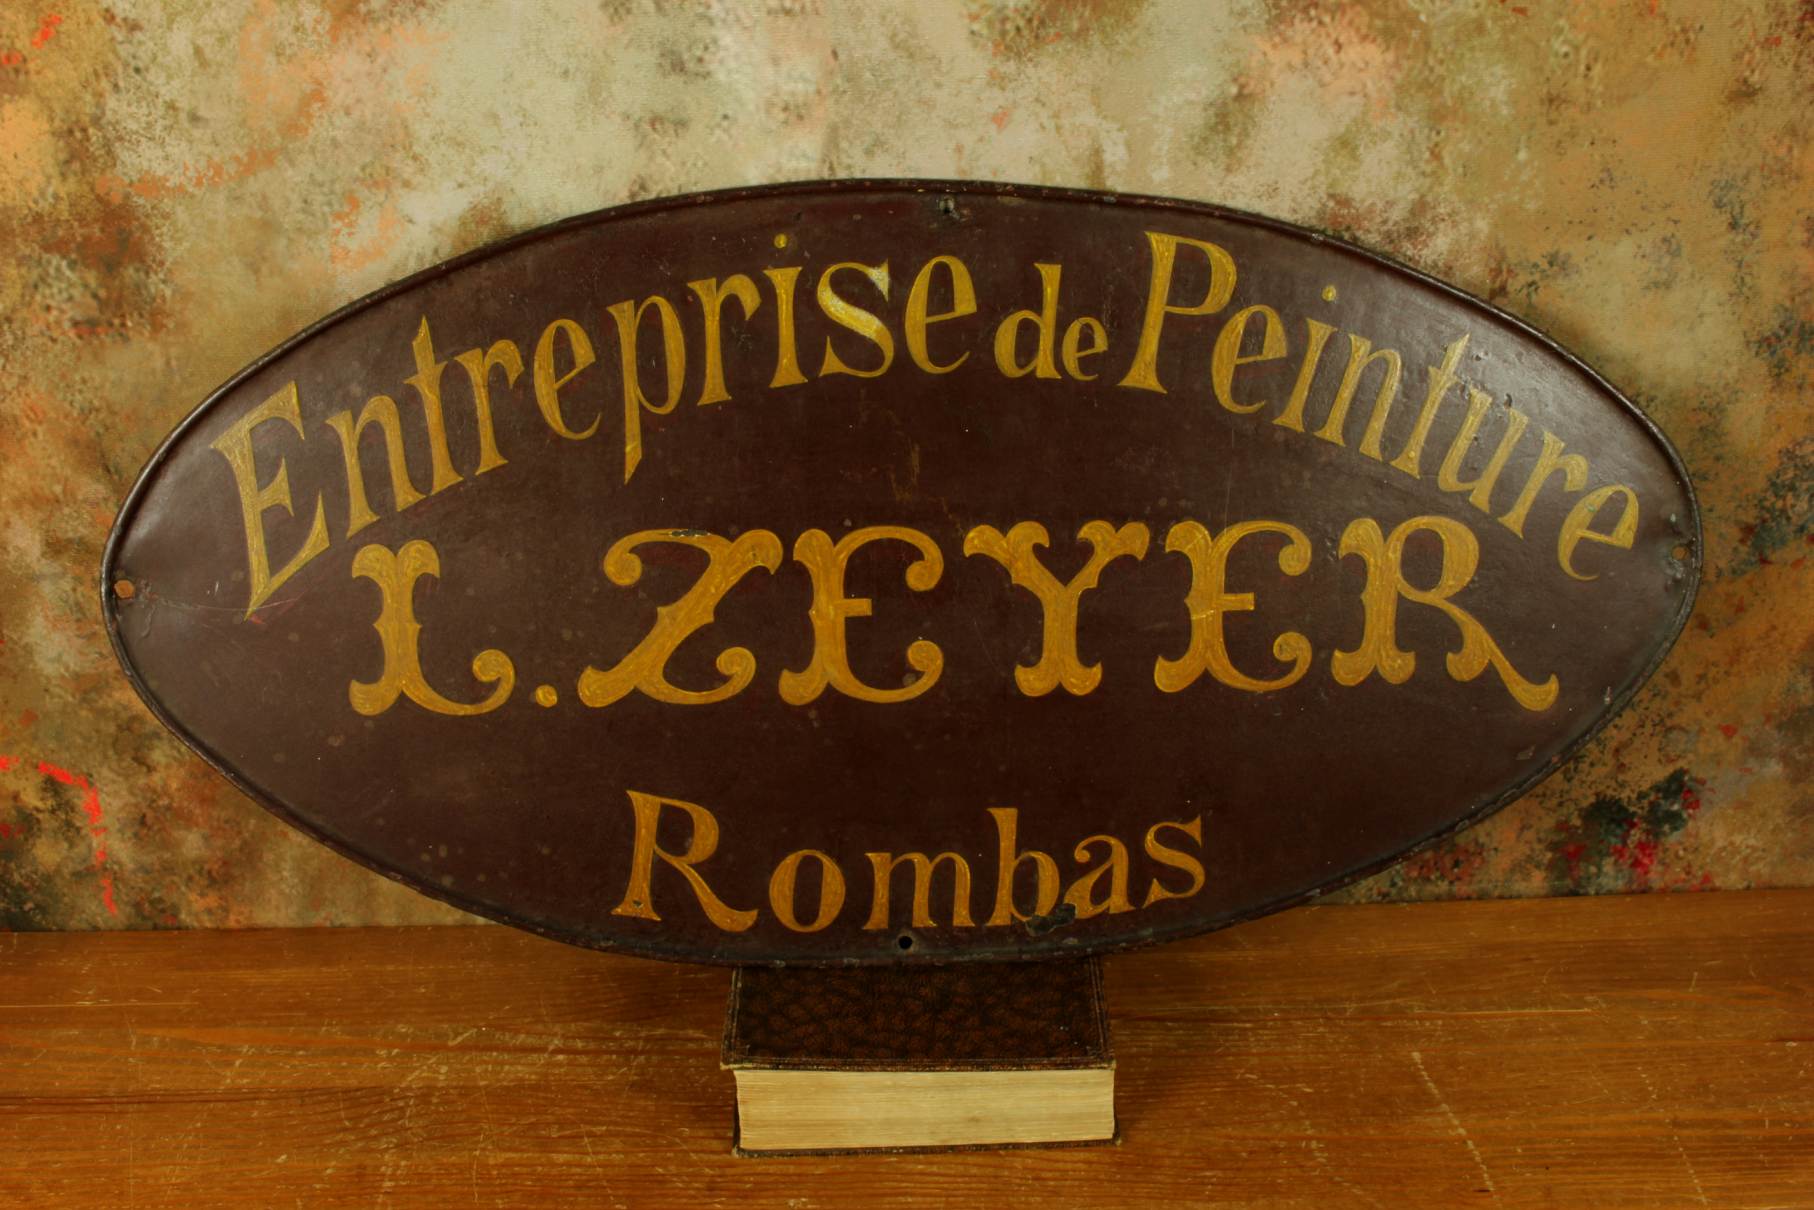 Entreprise de Peinture
L. ZEYER
Rombas